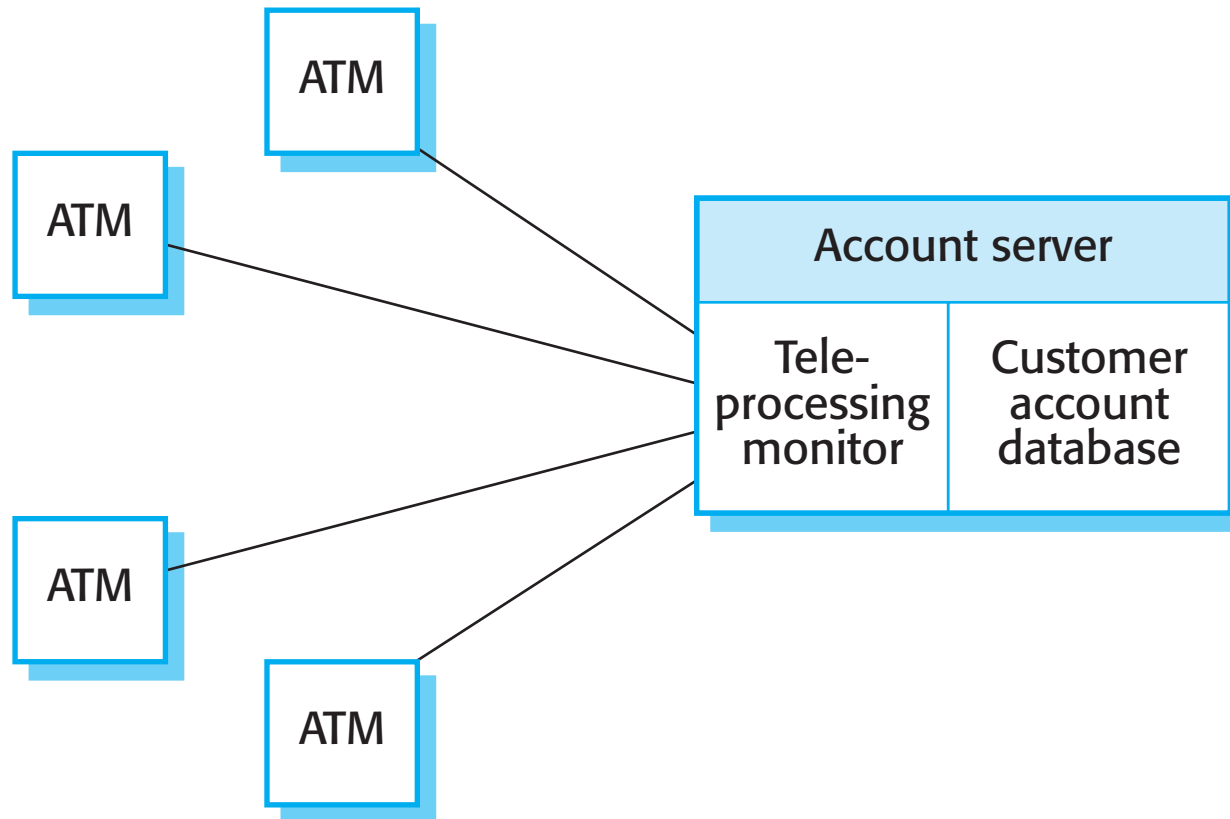 ATM
ATM
Account server
Tele-
processing
monitor
Customer
account
database
ATM
ATM